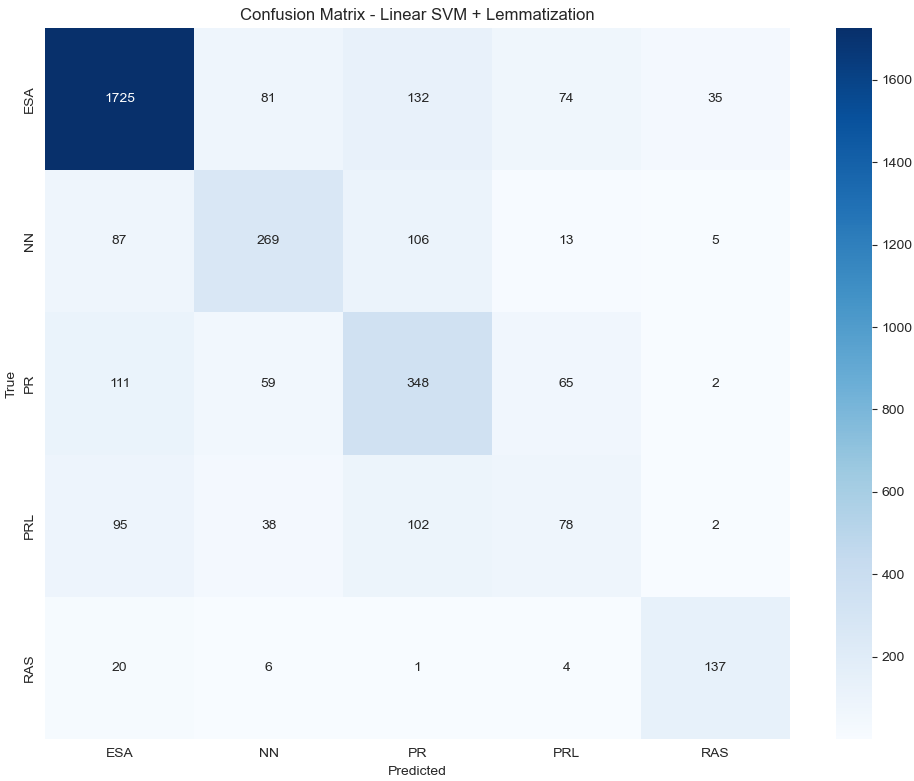 Confusion Matrix - Linear SVM + Lemmatization
ESA 1725 81 132 74 35
NN 87 269 106 13 5
PR 111 59 348 65 2
PRL 95 38 102 78 2
RAS 20 6 1 4 137
True
ESA NN PR PRL RAS
Predicted
1600
1400
1200
1000
800
600
400
200